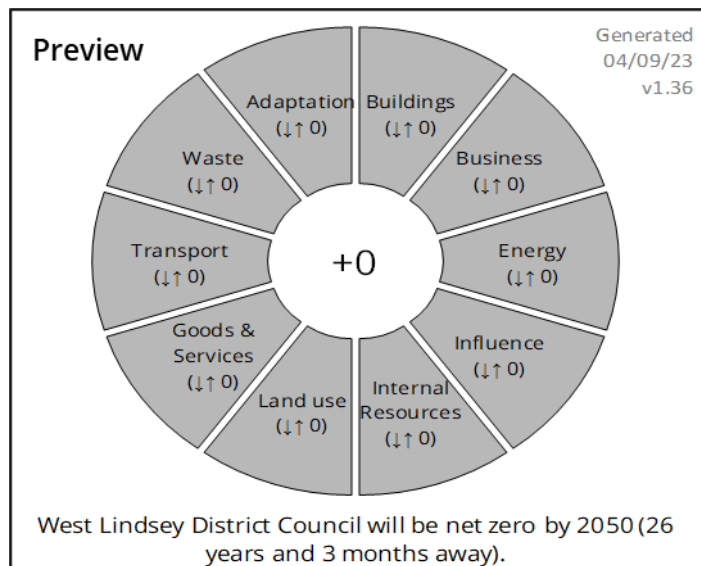 Preview
Generated
04/09/23
v1.36
Adaptation
(↓↑ 0)
Buildings
(↓↑ 0)
Waste
(↓↑ 0)
Business
(↓↑ 0)
Transport
(↓↑ 0)
+0
Energy
(↓↑ 0)
Goods &
Services
(↓↑ 0)
Influence
(↓↑ 0)
Land use
(↓↑ 0)
Internal
Resources
(↓↑ 0)
West Lindsey District Council will be net zero by 2050 (26
years and 3 months away).